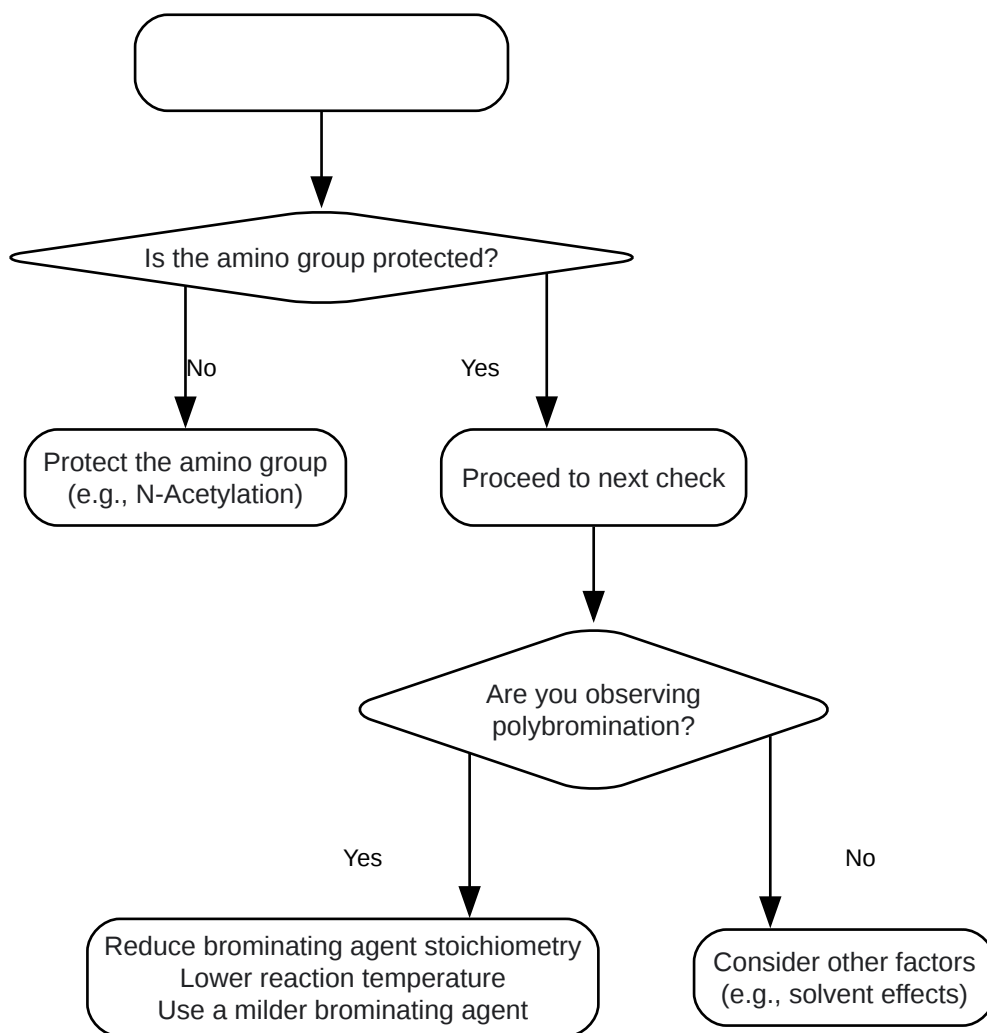 Is the amino group protected?
No
Yes
Protect the amino group
(e.g., N-Acetylation)
Proceed to next check
Are you observing
polybromination?
Yes
No
Reduce brominating agent stoichiometry
Lower reaction temperature
Use a milder brominating agent
Consider other factors
(e.g., solvent effects)